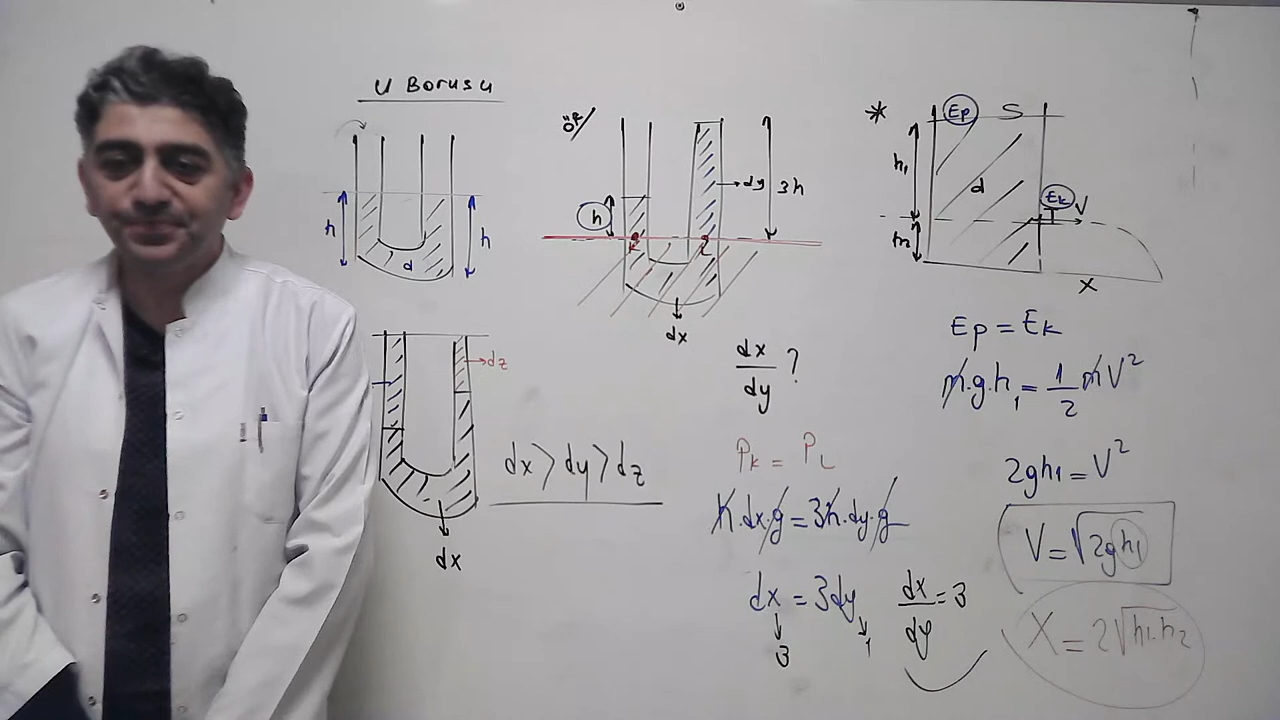 U Borusu
h
h
d
dx
dz
dx > dy > dz
ör/
h
K
L
dy
3h
dx
dx/dy ?
PK = PL
h.dx.g = 3h.dy.g
dx = 3dy
3
1
dx/dy = 3
*
Ep
S
h1
d
Ek
V
h2
x
Ep = Ek
m.g.h1 = 1/2 mV²
2gh1 = V²
V = √2gh1
X = 2√h1.h2